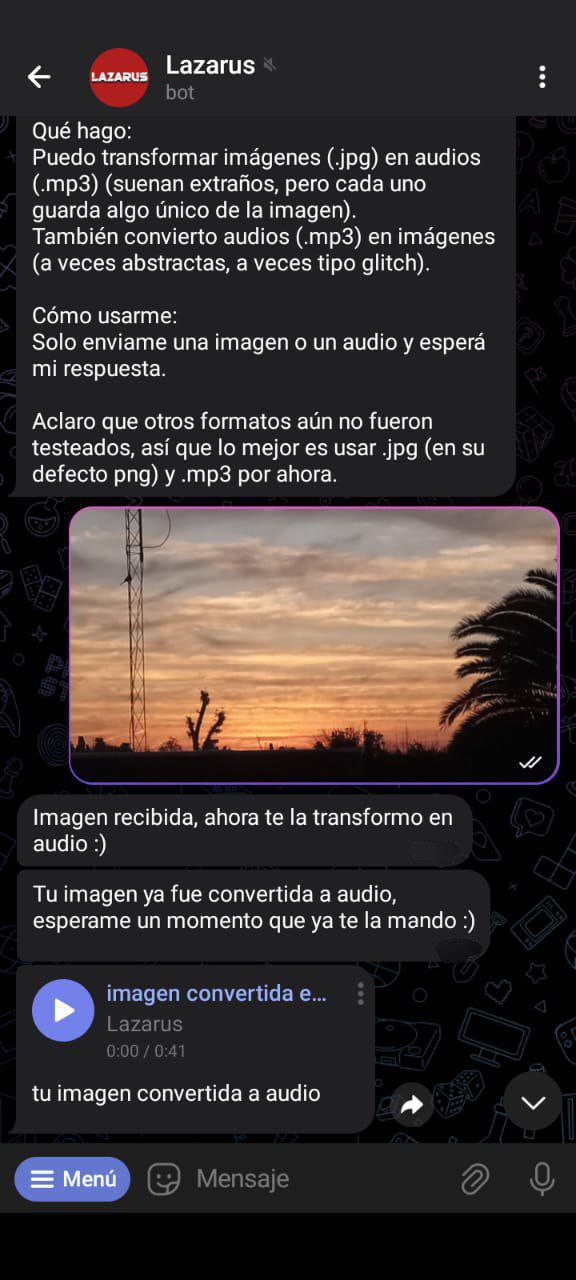 LAZARUS
Lazarus
bot
Qué hago:
Puedo transformar imágenes (.jpg) en audios
(.mp3) (suenan extraños, pero cada uno
guarda algo único de la imagen).
También convierto audios (.mp3) en imágenes
(a veces abstractas, a veces tipo glitch).
Cómo usarme:
Solo enviame una imagen o un audio y esperá
mi respuesta.
Aclaro que otros formatos aún no fueron
testeados, así que lo mejor es usar .jpg (en su
defecto png) y .mp3 por ahora.
Imagen recibida, ahora te la transformo en
audio :)
Tu imagen ya fue convertida a audio,
esperame un momento que ya te la mando :)
imagen convertida e...
Lazarus
0:00 / 0:41
tu imagen convertida a audio
Menú
Mensaje